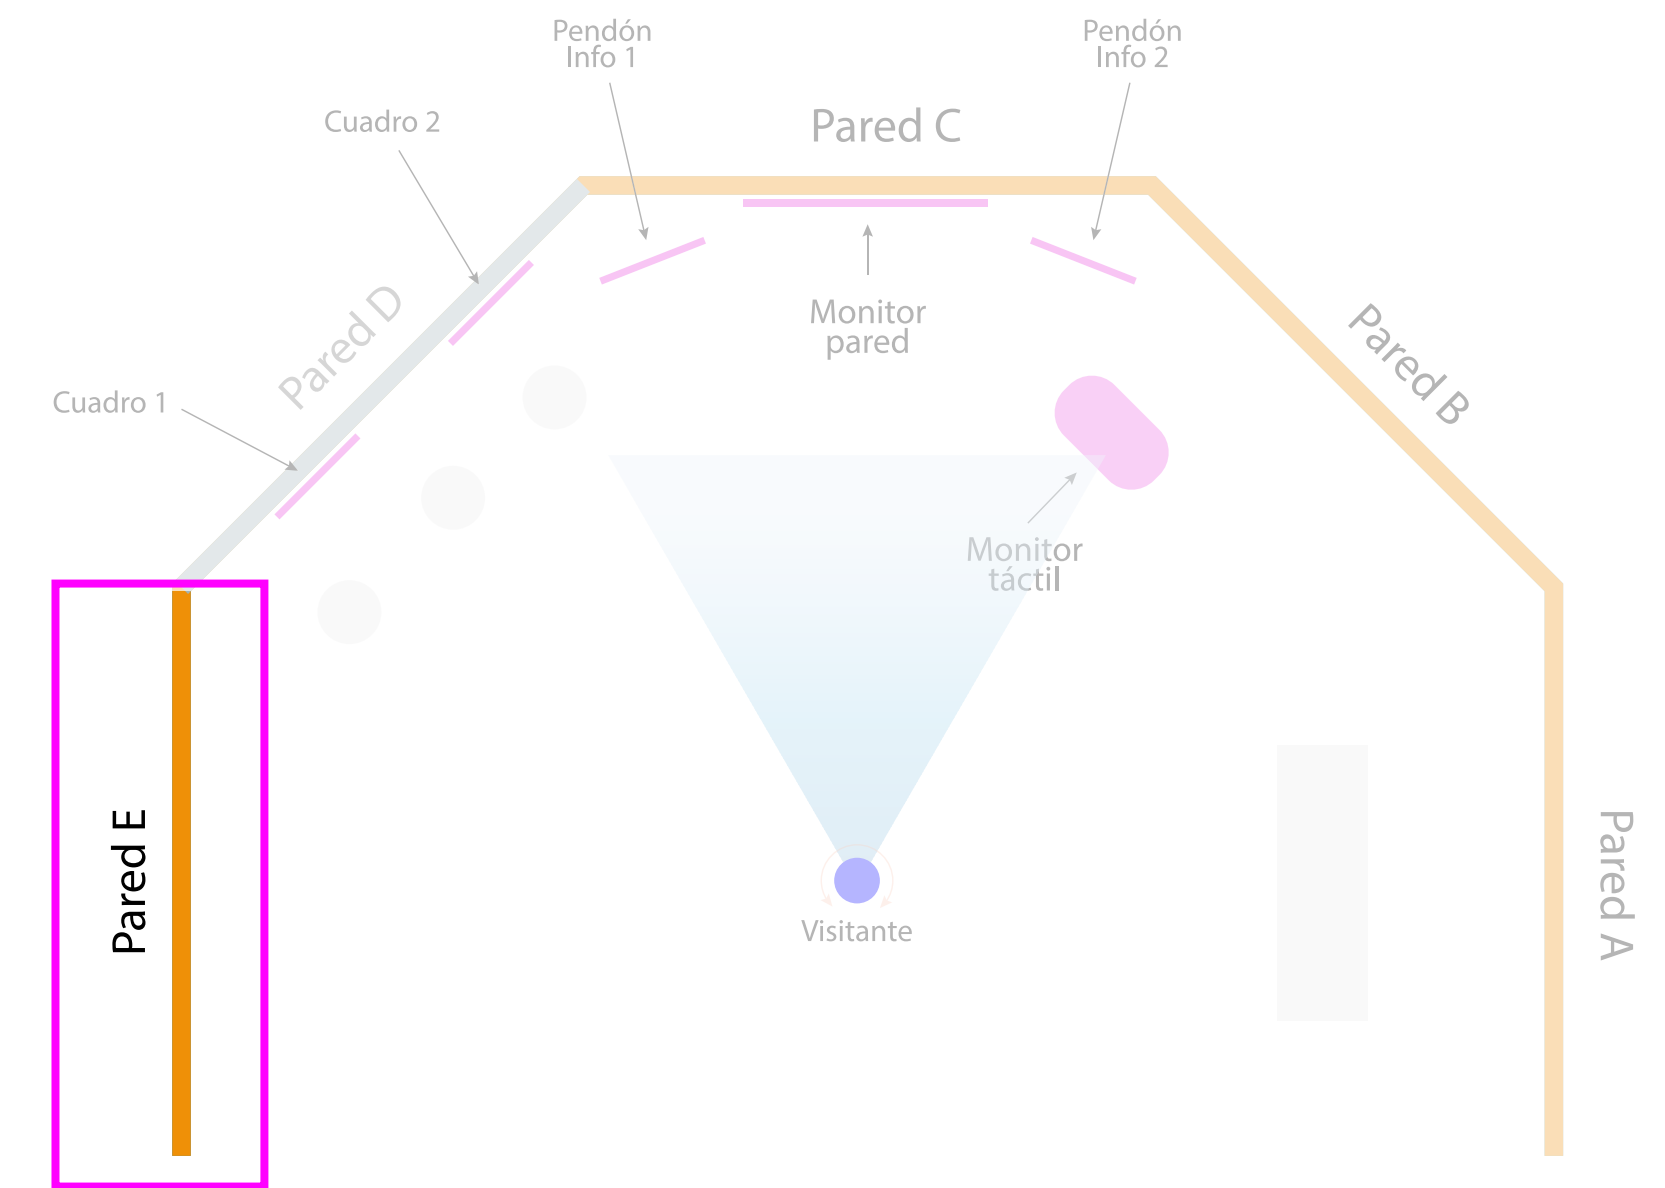 Pendón
Info 1
Pendón
Info 2
Cuadro 2
Pared C
Pared D
Monitor
pared
Pared B
Cuadro 1
Monitor
táctil
Pared E
Pared A
Visitante